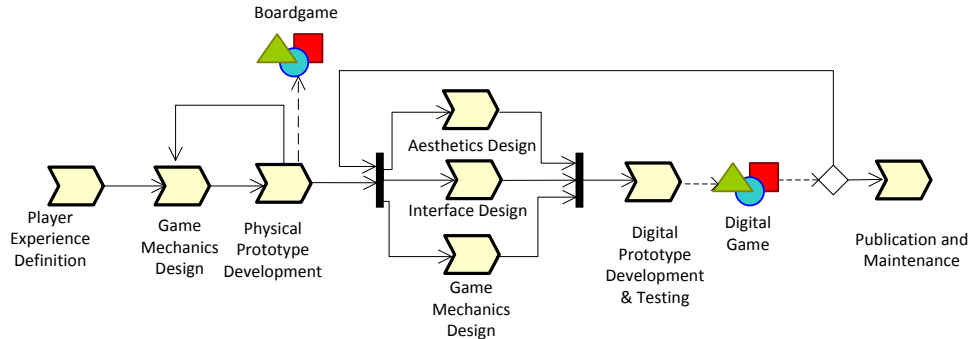 Boardgame
Player
Experience
Definition
Game
Mechanics
Design
Physical
Prototype
Development
Aesthetics Design
Interface Design
Game
Mechanics
Design
Digital
Prototype
Development
& Testing
Digital
Game
Publication and
Maintenance